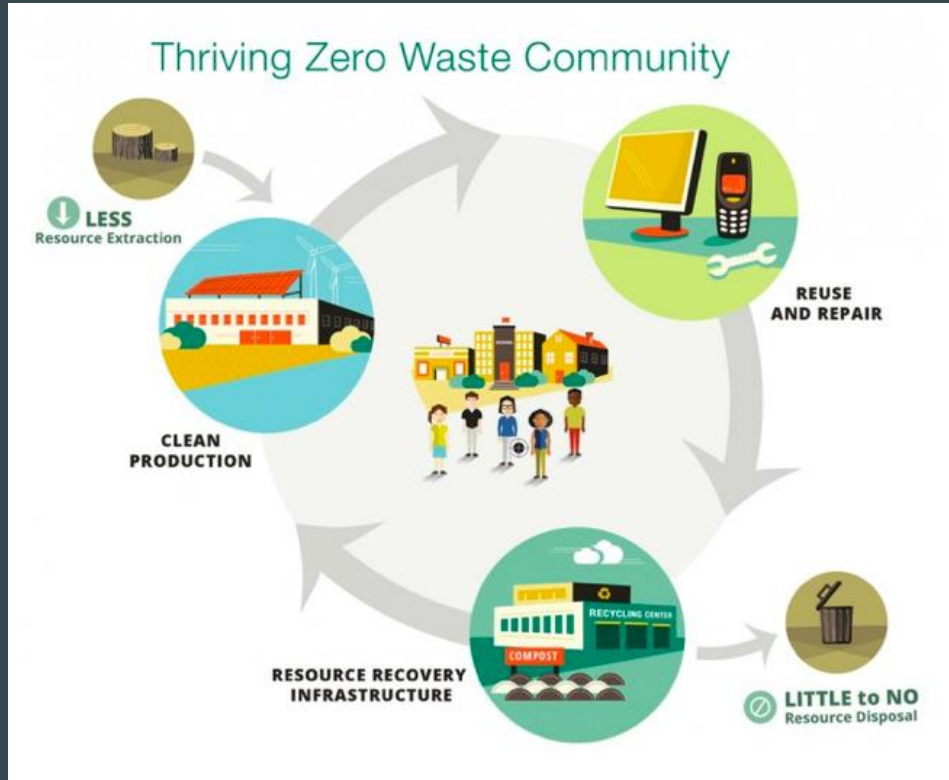 Thriving Zero Waste Community
LESS
Resource Extraction
CLEAN
PRODUCTION
REUSE
AND REPAIR
RECYCLING CENTER
COMPOST
RESOURCE RECOVERY
INFRASTRUCTURE
LITTLE to NO
Resource Disposal